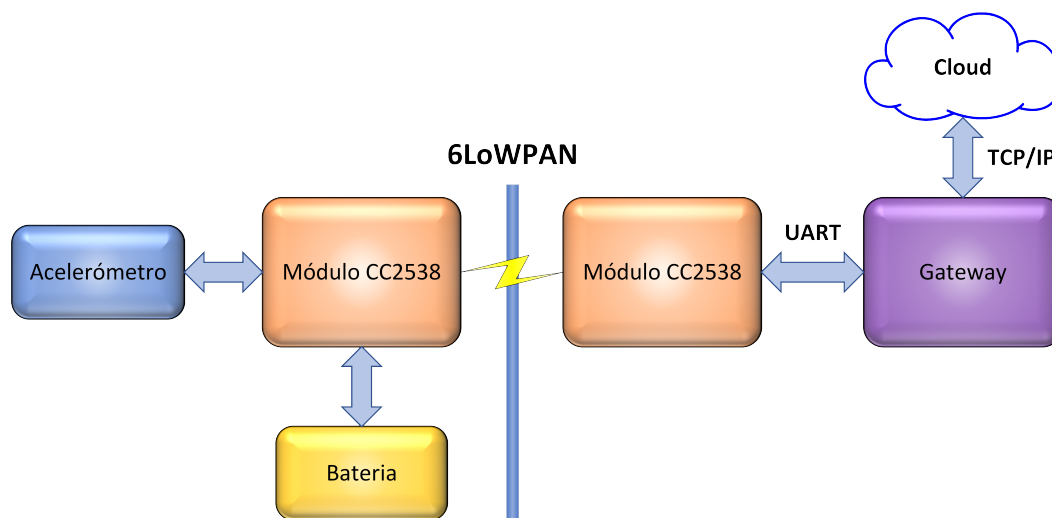 Cloud
6LoWPAN
TCP/IP
UART
Acelerómetro
Módulo CC2538
Módulo CC2538
Gateway
Bateria